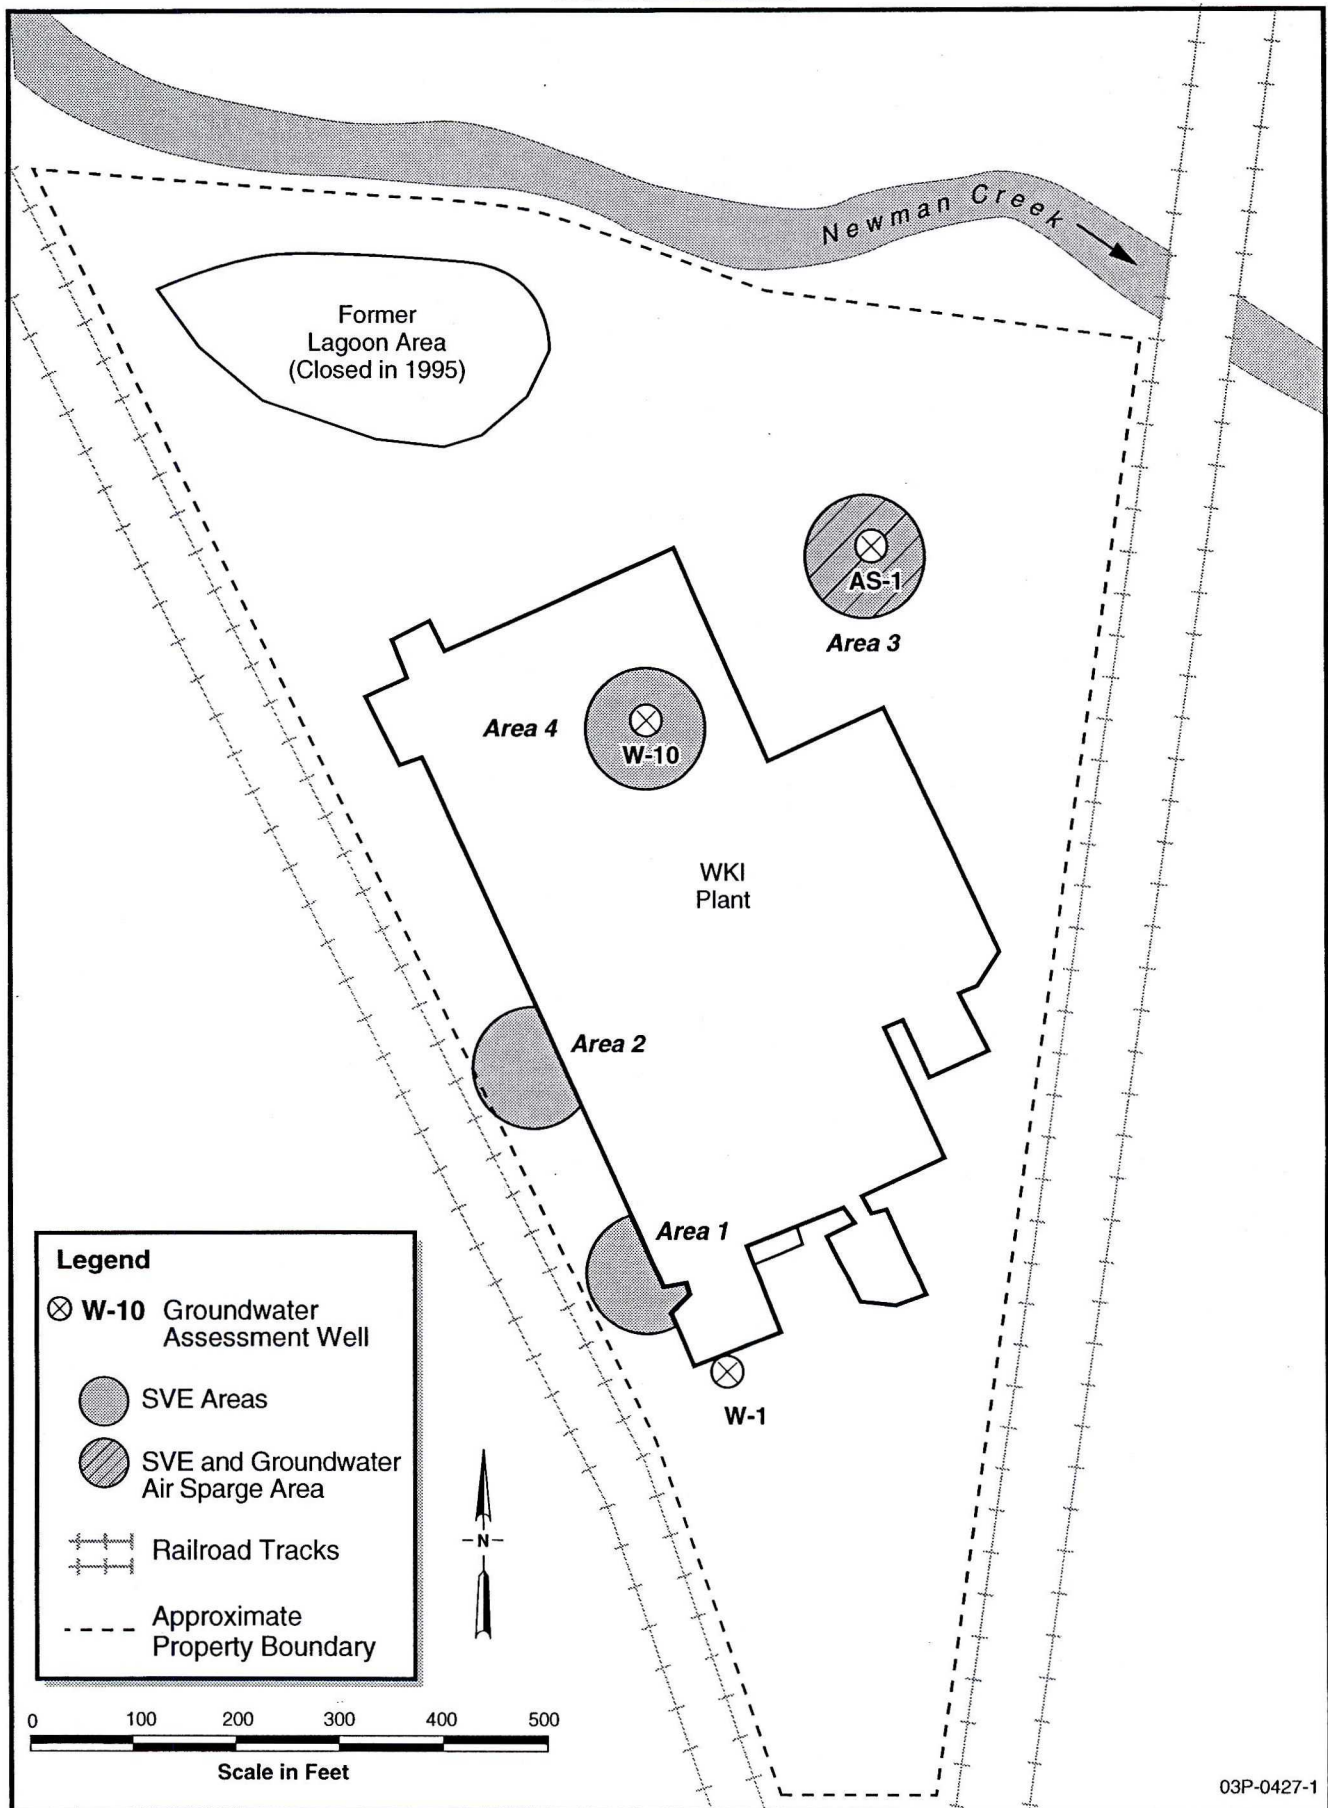 Newman Creek
Former
Lagoon Area
(Closed in 1995)
AS-1
Area 3
Area 4
W-10
WKI
Plant
Area 2
Area 1
W-1
Legend
W-10 Groundwater
Assessment Well
SVE Areas
SVE and Groundwater
Air Sparge Area
Railroad Tracks
Approximate
Property Boundary
N
0 100 200 300 400 500
Scale in Feet
03P-0427-1